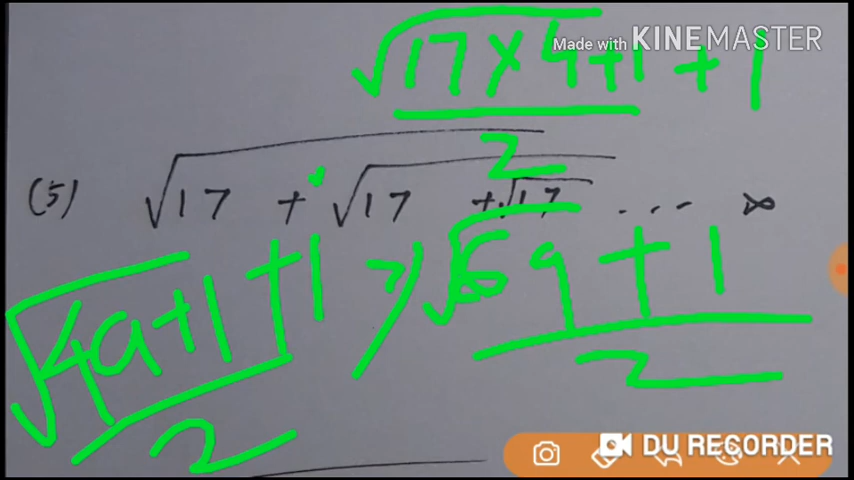 Made with KINEMASTER
√17×4+1 + 1
2
(5) √17 + √17 + √17 ... ∞
√4a+1 + 1
2
⇒ √69 + 1
2
DU RECORDER